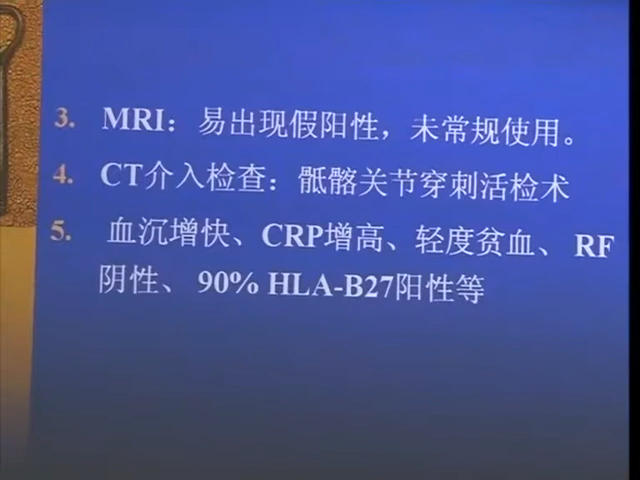 3. MRI：易出现假阳性，未常规使用。
4. CT介入检查：骶髂关节穿刺活检术
5. 血沉增快、CRP增高、轻度贫血、RF
阴性、90% HLA-B27阳性等